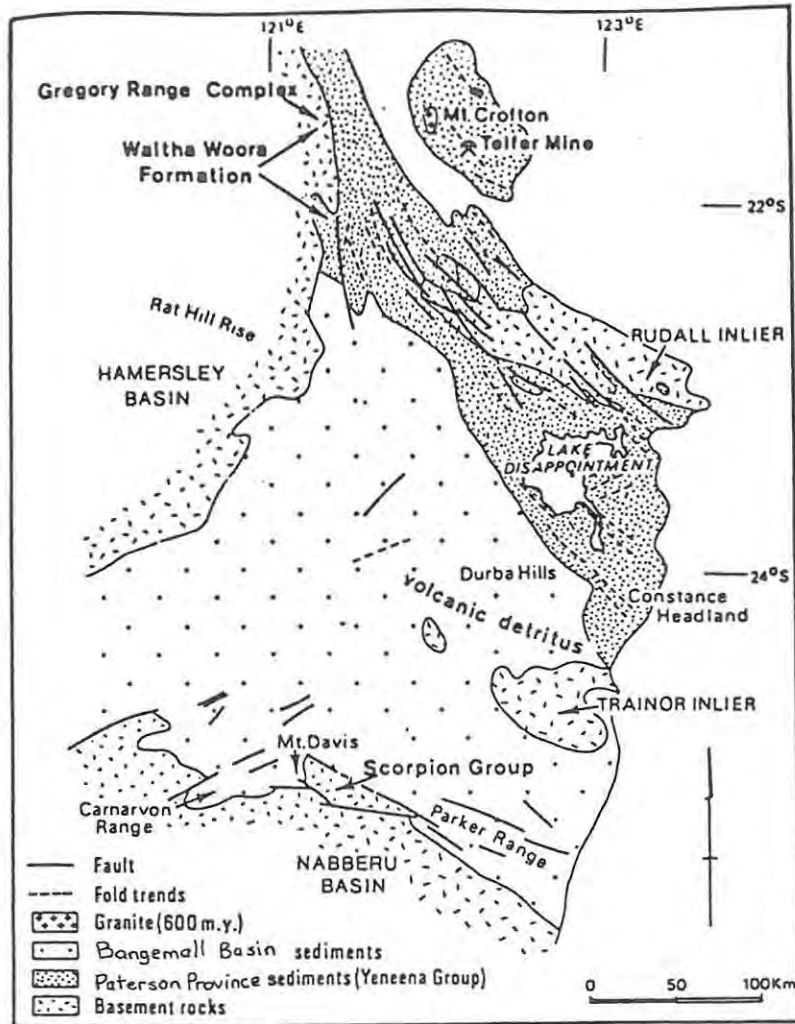 121°E
123°E
Gregory Range Complex
Mt. Crofton
Telfer Mine
Waltha Woora
Formation
22°S
Rat Hill Rise
RUDALL INLIER
HAMERSLEY
BASIN
LAKE
DISAPPOINTMENT
Durba Hills
24°S
volcanic detritus
Constance
Headland
TRAINOR INLIER
Mt. Davis
Scorpion Group
Carnarvon
Range
Parker Range
NABBERU
BASIN
Fault
Fold trends
Granite (600 m.y.)
Bangemall Basin sediments
Paterson Province sediments (Yeneena Group)
Basement rocks
0 50 100Km